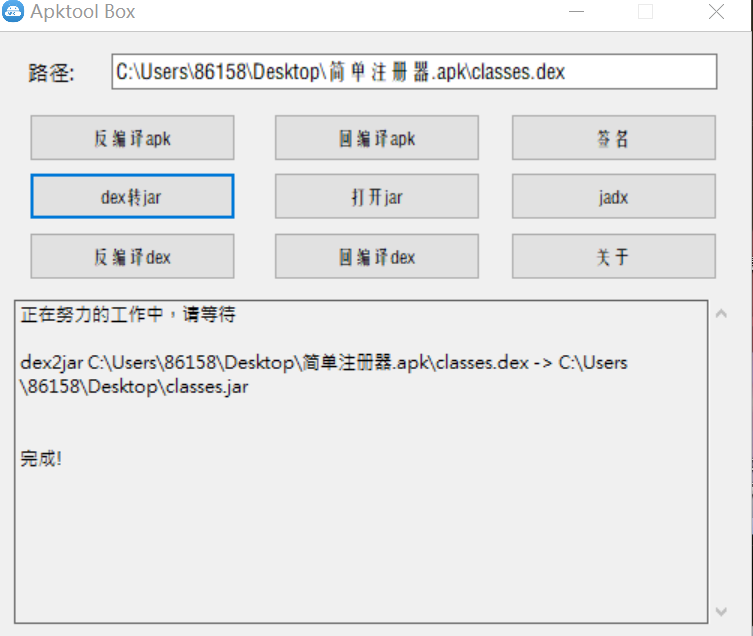 Apktool Box
路径: C:\Users\86158\Desktop\简单注册器.apk\classes.dex
反编译apk 回编译apk 签名
dex转jar 打开jar jadx
反编译dex 回编译dex 关于
正在努力的工作中，请等待
dex2jar C:\Users\86158\Desktop\简单注册器.apk\classes.dex -> C:\Users
\86158\Desktop\classes.jar
完成!